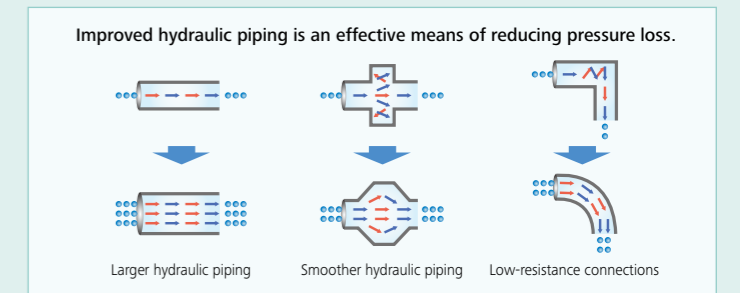 Improved hydraulic piping is an effective means of reducing pressure loss.
Larger hydraulic piping
Smoother hydraulic piping
Low-resistance connections